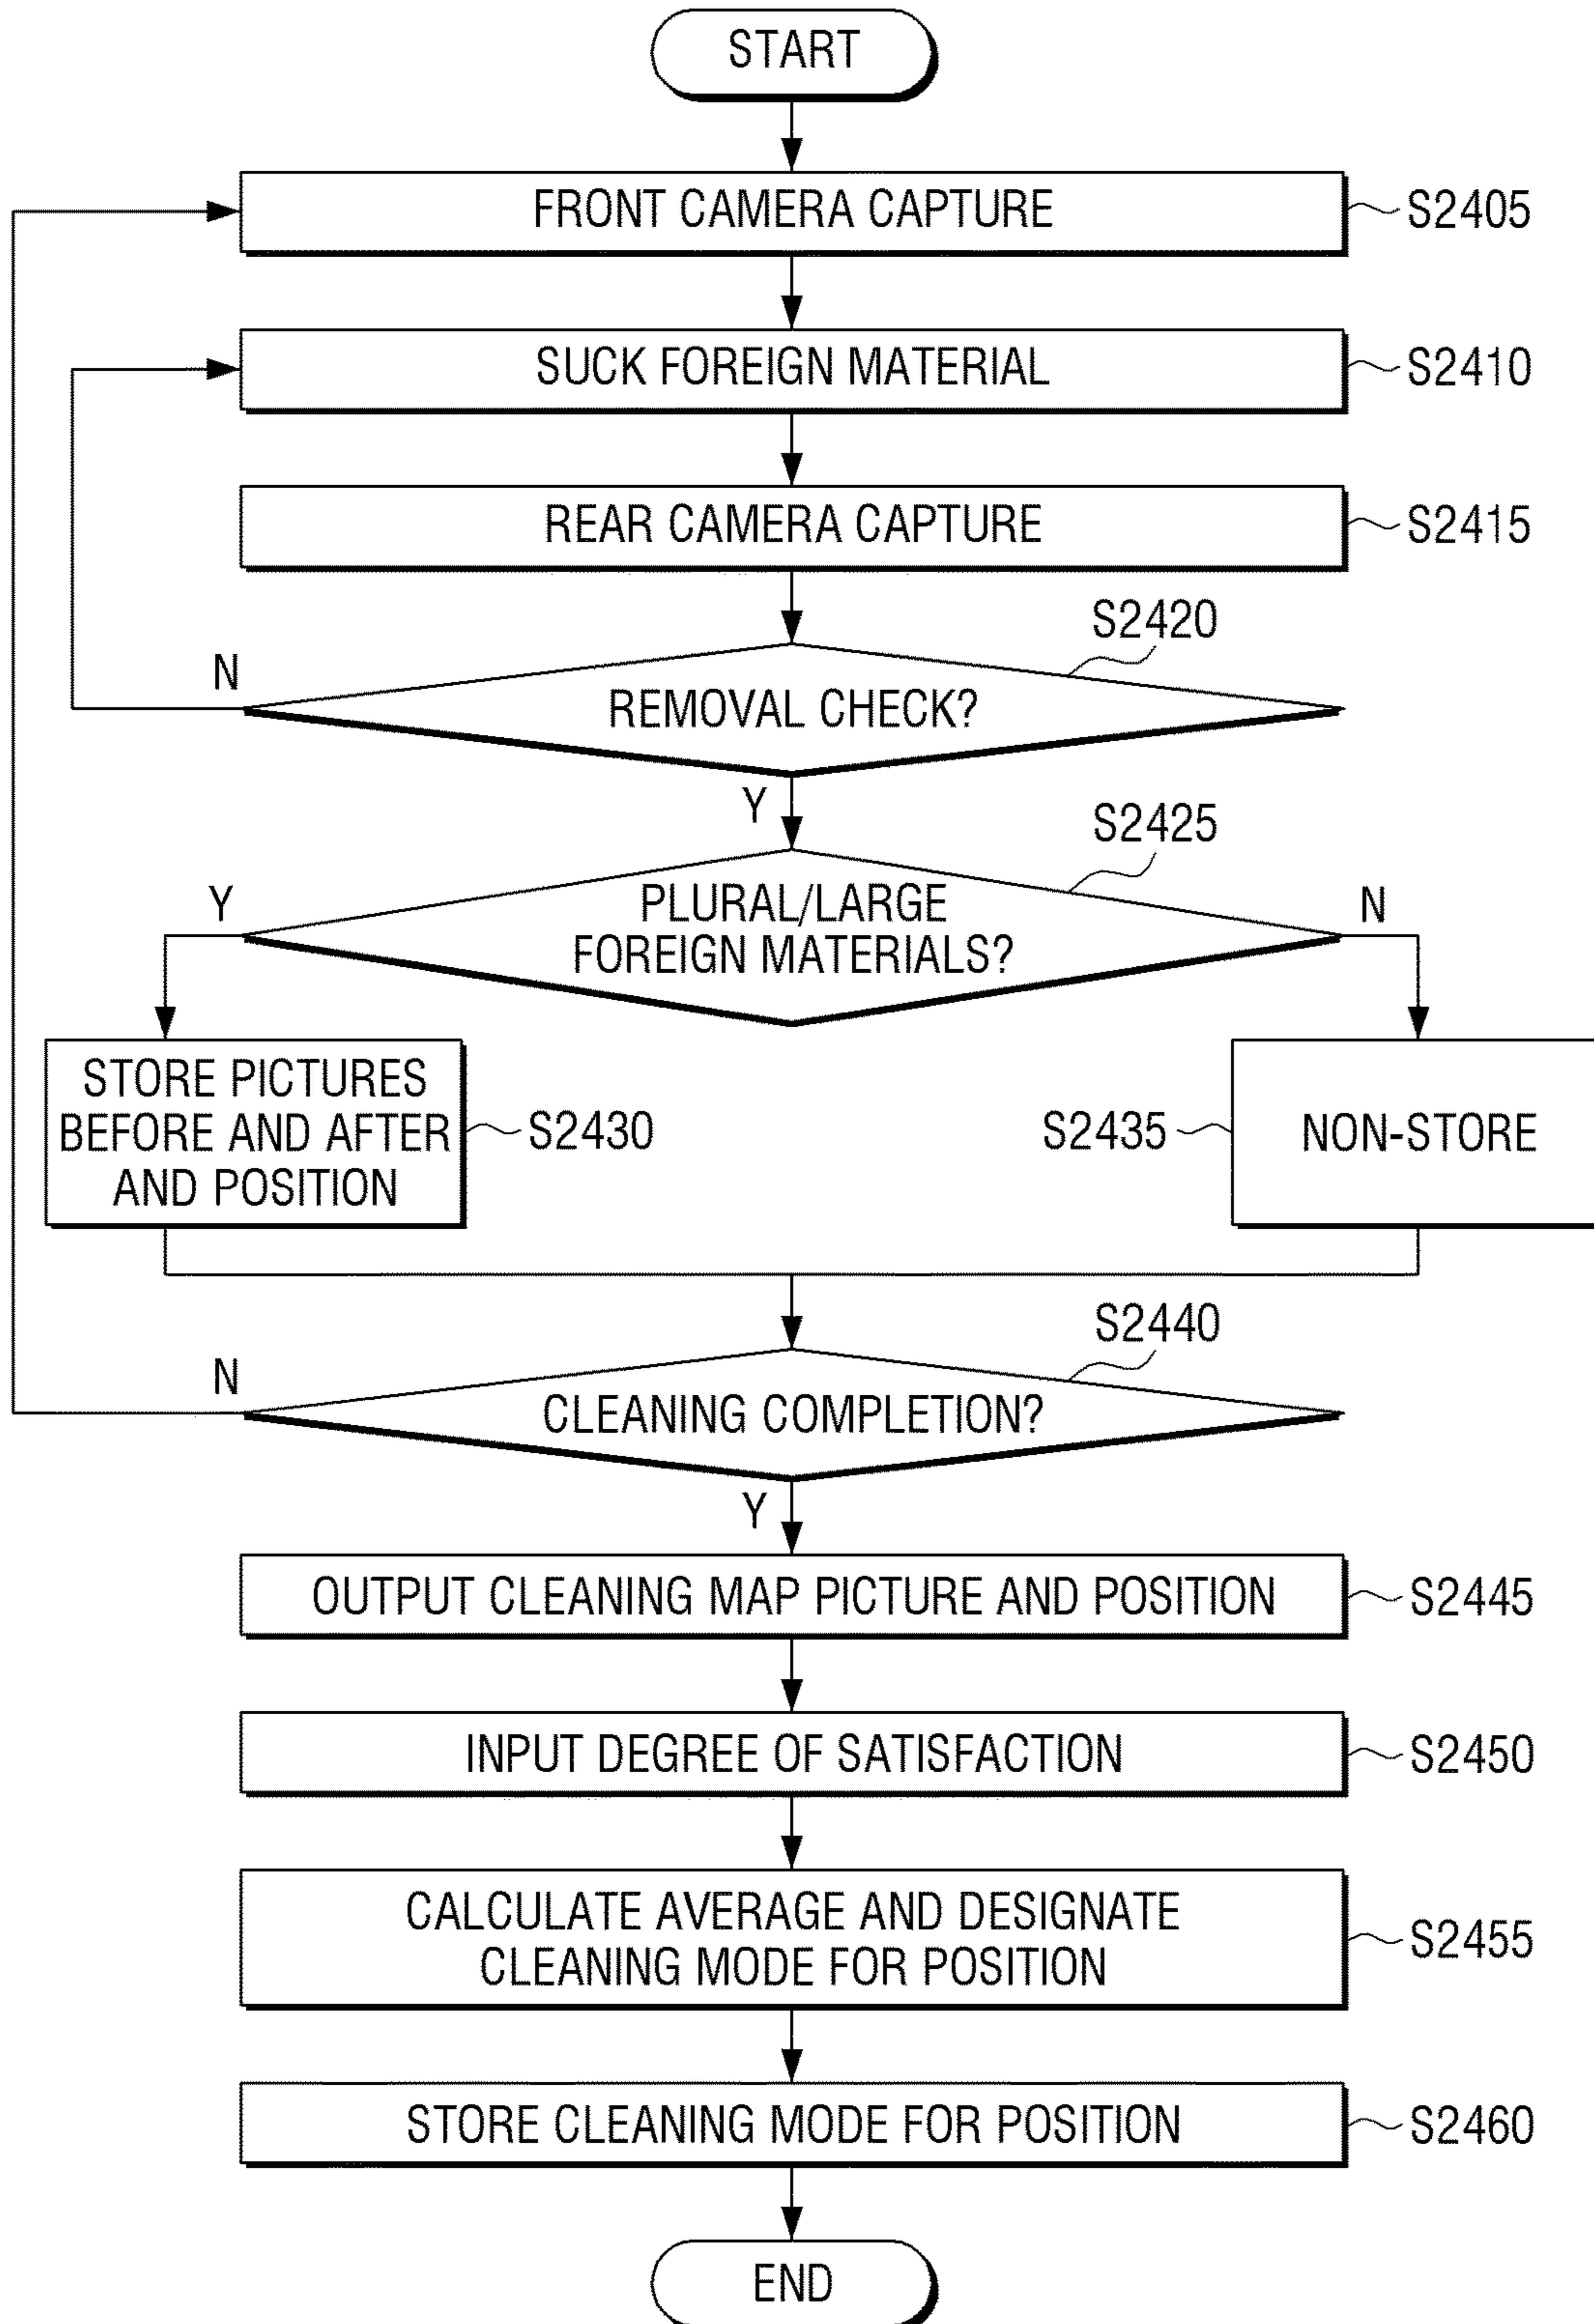 START
FRONT CAMERA CAPTURE
S2405
SUCK FOREIGN MATERIAL
S2410
REAR CAMERA CAPTURE
S2415
S2420
N
REMOVAL CHECK?
Y
S2425
Y
PLURAL/LARGE
FOREIGN MATERIALS?
N
STORE PICTURES
BEFORE AND AFTER
AND POSITION
S2430
S2435
NON-STORE
S2440
N
CLEANING COMPLETION?
Y
OUTPUT CLEANING MAP PICTURE AND POSITION
S2445
INPUT DEGREE OF SATISFACTION
S2450
CALCULATE AVERAGE AND DESIGNATE
CLEANING MODE FOR POSITION
S2455
STORE CLEANING MODE FOR POSITION
S2460
END